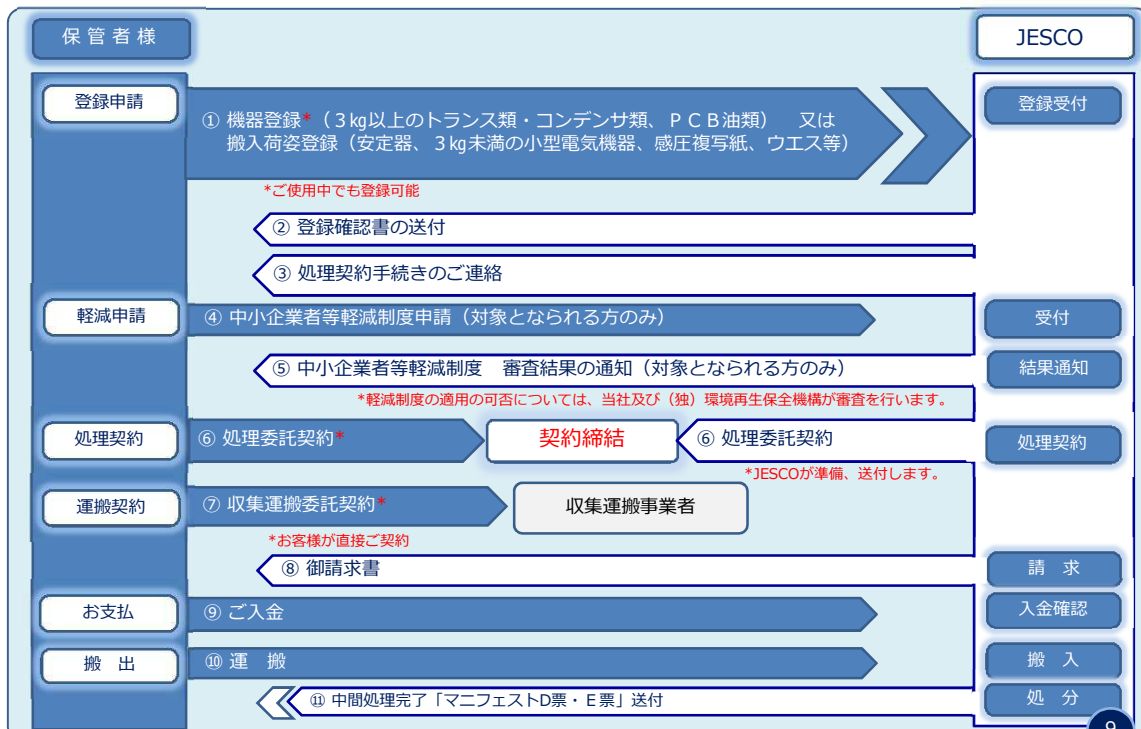 保 管 者 様
JESCO
登録申請
① 機器登録*（３㎏以上のトランス類・コンデンサ類、ＰＣＢ油類）　又は
搬入荷姿登録（安定器、３㎏未満の小型電気機器、感圧複写紙、ウエス等）
登録受付
*ご使用中でも登録可能
② 登録確認書の送付
③ 処理契約手続きのご連絡
軽減申請
④ 中小企業者等軽減制度申請（対象となられる方のみ）
受付
⑤ 中小企業者等軽減制度　審査結果の通知（対象となられる方のみ）
結果通知
*軽減制度の適用の可否については、当社及び（独）環境再生保全機構が審査を行います。
処理契約
⑥ 処理委託契約*
契約締結
⑥ 処理委託契約
処理契約
*JESCOが準備、送付します。
運搬契約
⑦ 収集運搬委託契約*
収集運搬事業者
*お客様が直接ご契約
⑧ 御請求書
請　求
お支払
⑨ ご入金
入金確認
搬　出
⑩ 運　搬
搬　入
⑪ 中間処理完了「マニフェストD票・Ｅ票」送付
処　分
9